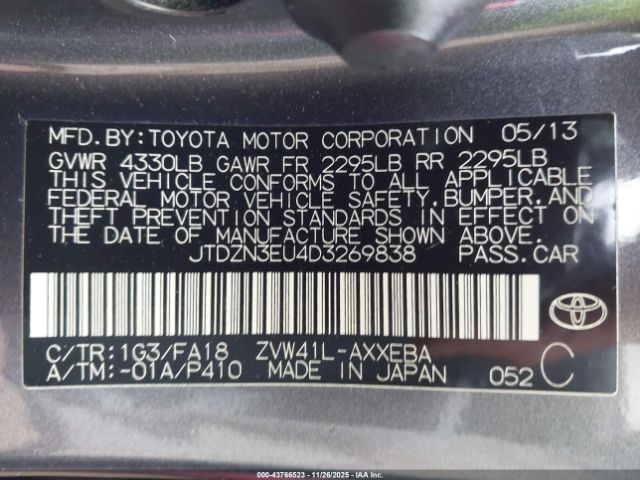 MFD.BY:TOYOTA MOTOR CORPORATION 05/13
GVWR 4330LB GAWR FR 2295LB RR 2295LB
THIS VEHICLE CONFORMS TO ALL APPLICABLE
FEDERAL MOTOR VEHICLE SAFETY,BUMPER,AND
THEFT PREVENTION STANDARDS IN EFFECT ON
THE DATE OF MANUFACTURE SHOWN ABOVE.
JTDZN3EU4D3269838 PASS.CAR
C/TR:1G3/FA18 ZVW41L-AXXEBA
A/TM:-01A/P410 MADE IN JAPAN 052 C
000-43766523 | 11/26/2025 - IAAI.COM